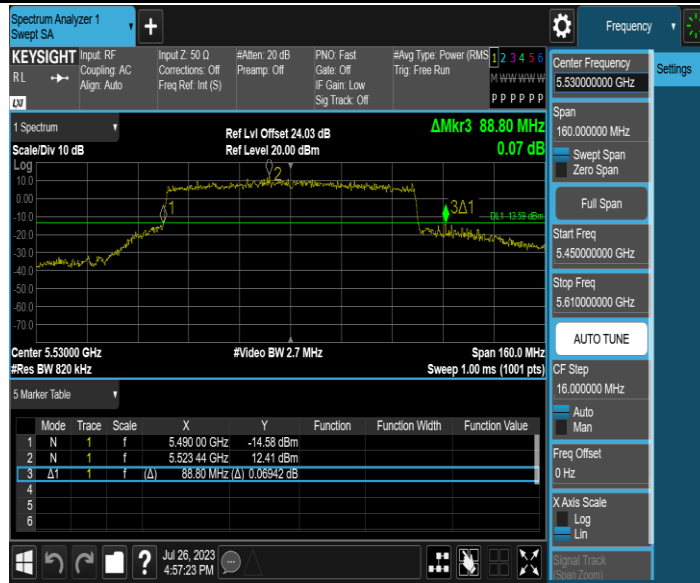 Spectrum Analyzer 1
Swept SA
+
Frequency
KEYSIGHT Input: RF Input Z: 50 Ω #Atten: 20 dB PNO: Fast #Avg Type: Power (RMS 1 2 3 4 5 6
RL Coupling: AC Corrections: Off Preamp: Off Gate: Off Trig: Free Run
Align: Auto Freq Ref: Int (S) IF Gain: Low M W W W W W
LXI Sig Track: Off P P P P P P
Center Frequency
5.530000000 GHz
Settings
Span
160.000000 MHz
Swept Span
Zero Span
Full Span
Start Freq
5.450000000 GHz
Stop Freq
5.610000000 GHz
AUTO TUNE
CF Step
16.000000 MHz
Auto
Man
Freq Offset
0 Hz
X Axis Scale
Log
Lin
Signal Track
(Span Zoom)
1 Spectrum
Ref Lvl Offset 24.03 dB
ΔMkr3 88.80 MHz
Scale/Div 10 dB
Ref Level 20.00 dBm
0.07 dB
Log
10.0
0.00
-10.0
-20.0
-30.0
-40.0
-50.0
-60.0
-70.0
2
1
3Δ1
DL1 -13.59 dBm
Center 5.53000 GHz #Video BW 2.7 MHz Span 160.0 MHz
#Res BW 820 kHz Sweep 1.00 ms (1001 pts)
5 Marker Table
Mode Trace Scale X Y Function Function Width Function Value
1 N 1 f 5.490 00 GHz -14.58 dBm
2 N 1 f 5.523 44 GHz 12.41 dBm
3 Δ1 1 f (Δ) 88.80 MHz (Δ) 0.06942 dB
4
5
6
?
Jul 26, 2023
4:57:23 PM